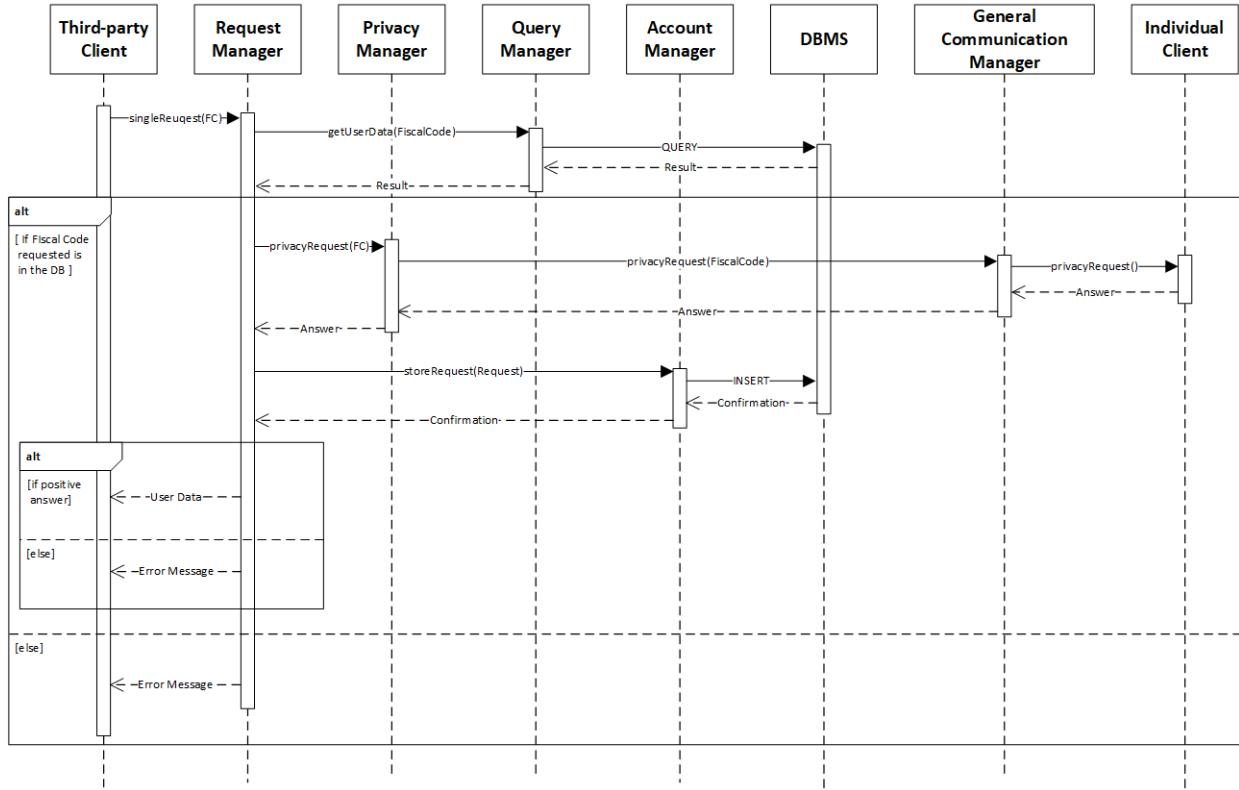 Third-party
Client
Request
Manager
Privacy
Manager
Query
Manager
Account
Manager
DBMS
General
Communication
Manager
Individual
Client
singleReuqest(FC)
getUserData(FiscalCode)
QUERY
Result
Result
alt
[ If Fiscal Code
requested is
in the DB ]
privacyRequest(FC)
privacyRequest(FiscalCode)
privacyRequest()
Answer
Answer
Answer
storeRequest(Request)
INSERT
Confirmation
Confirmation
alt
[if positive
answer]
User Data
[else]
Error Message
[else]
Error Message